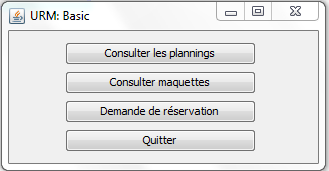 URM: Basic
Consulter les plannings
Consulter maquettes
Demande de réservation
Quitter